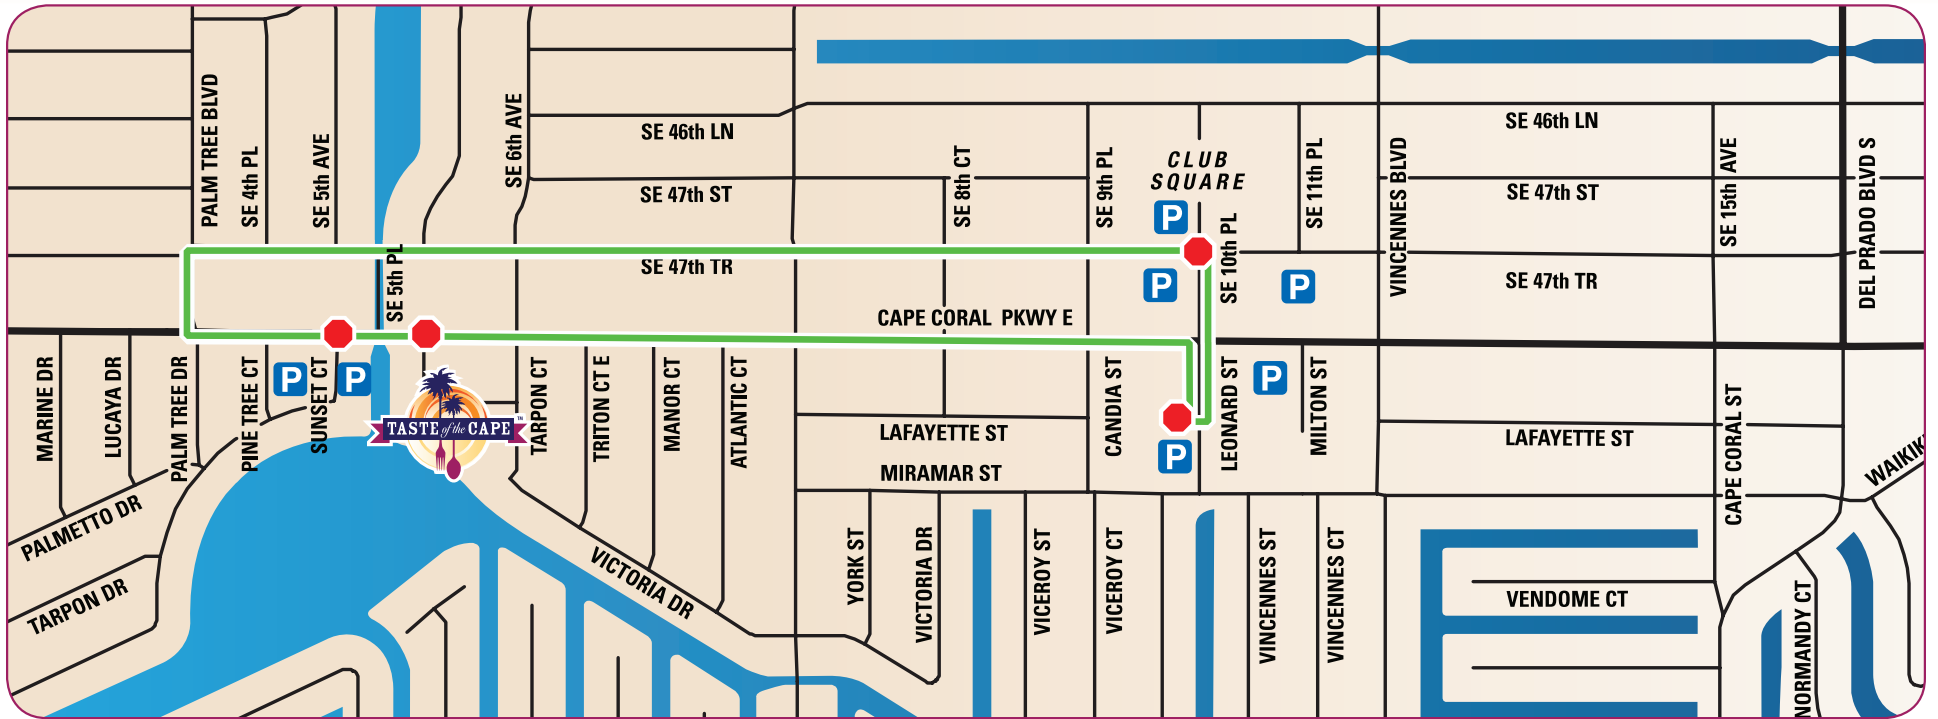 PALM TREE BLVD
SE 4th PL
SE 5th AVE
SE 5th PL
SE 6th AVE
SE 46th LN
SE 47th ST
SE 47th TR
SE 8th CT
SE 9th PL
CLUB
SQUARE
P
P
SE 10th PL
P
SE 11th PL
VINCENNES BLVD
SE 46th LN
SE 47th ST
SE 47th TR
SE 15th AVE
DEL PRADO BLVD S
CAPE CORAL PKWY E
MARINE DR
LUCAYA DR
PALM TREE DR
PINE TREE CT
P
SUNSET CT
P
TASTE of the CAPE™
TARPON CT
TRITON CT E
MANOR CT
ATLANTIC CT
LAFAYETTE ST
MIRAMAR ST
CANDIA ST
P
LEONARD ST
P
MILTON ST
LAFAYETTE ST
CAPE CORAL ST
PALMETTO DR
TARPON DR
VICTORIA DR
YORK ST
VICTORIA DR
VICEROY ST
VICEROY CT
VINCENNES ST
VINCENNES CT
VENDOME CT
NORMANDY CT
WAIKIK